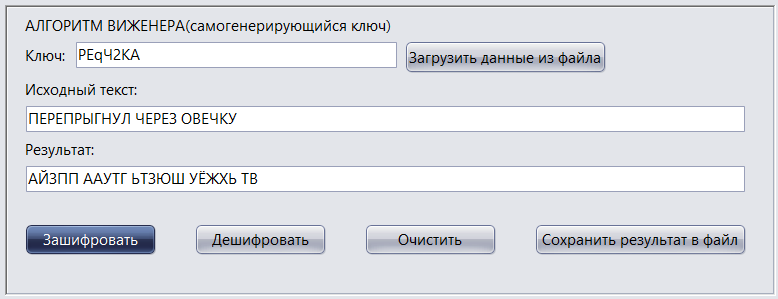 АЛГОРИТМ ВИЖЕНЕРА(самогенерирующийся ключ)
Ключ: РЕqЧ2КА Загрузить данные из файла
Исходный текст:
ПЕРЕПРЫГНУЛ ЧЕРЕЗ ОВЕЧКУ
Результат:
АЙЗПП ААУТГ ЬТЗЮШ УЁЖХЬ ТВ
Зашифровать Дешифровать Очистить Сохранить результат в файл